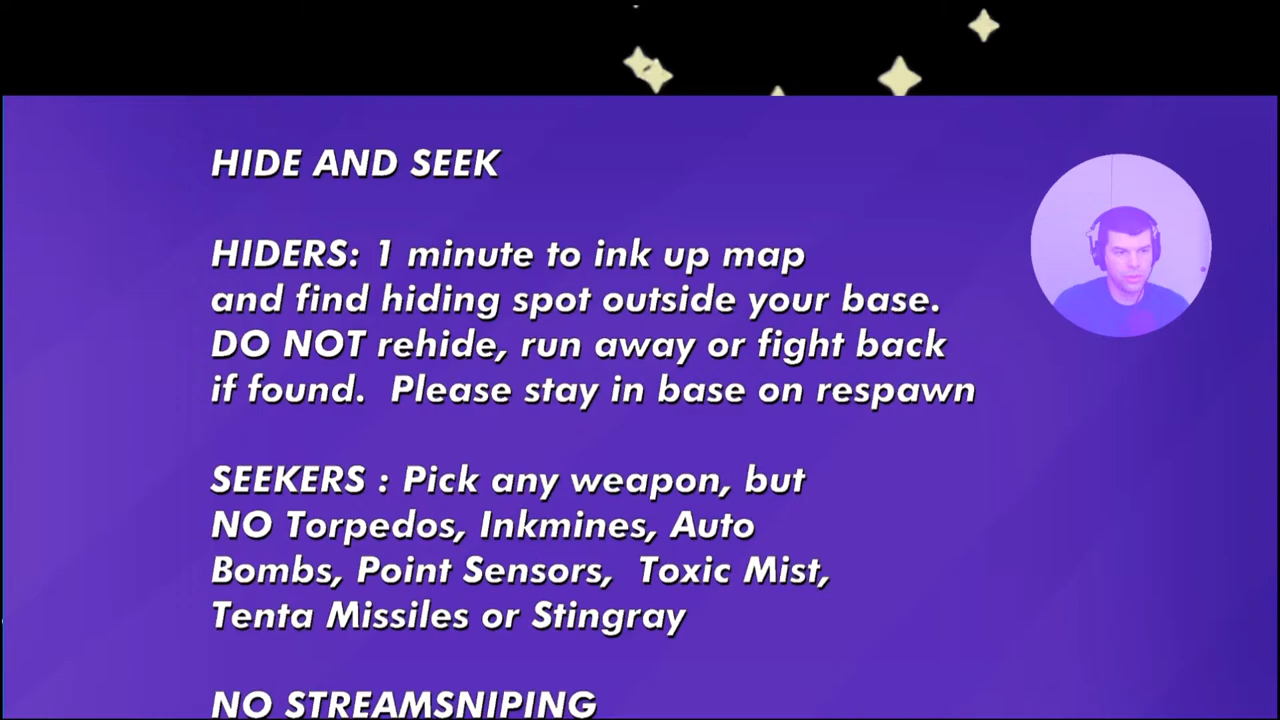 HIDE AND SEEK
HIDERS: 1 minute to ink up map
and find hiding spot outside your base.
DO NOT rehide, run away or fight back
if found.  Please stay in base on respawn
SEEKERS : Pick any weapon, but
NO Torpedos, Inkmines, Auto
Bombs, Point Sensors,  Toxic Mist,
Tenta Missiles or Stingray
NO STREAMSNIPING